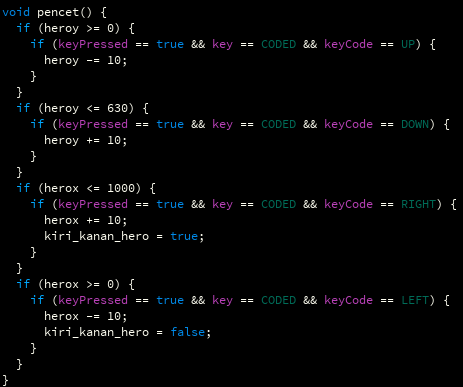 void pencet() {
  if (heroy >= 0) {
    if (keyPressed == true && key == CODED && keyCode == UP) {
      heroy -= 10;
    }
  }
  if (heroy <= 630) {
    if (keyPressed == true && key == CODED && keyCode == DOWN) {
      heroy += 10;
    }
  }
  if (herox <= 1000) {
    if (keyPressed == true && key == CODED && keyCode == RIGHT) {
      herox += 10;
      kiri_kanan_hero = true;
    }
  }
  if (herox >= 0) {
    if (keyPressed == true && key == CODED && keyCode == LEFT) {
      herox -= 10;
      kiri_kanan_hero = false;
    }
  }
}